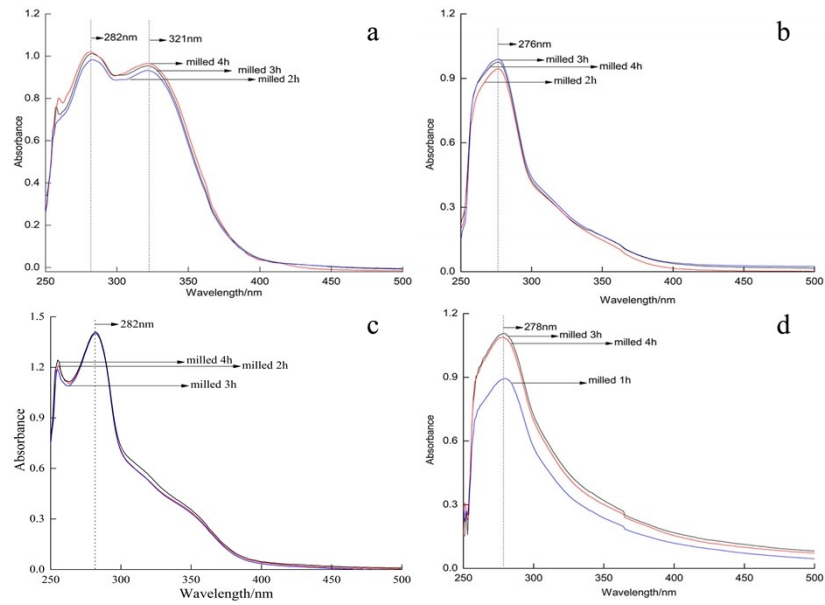 a
282nm
321nm
milled 4h
milled 3h
milled 2h
Absorbance
1.2
1.0
0.8
0.6
0.4
0.2
0.0
250 300 350 400 450 500
Wavelength/nm
b
276nm
milled 3h
milled 4h
milled 2h
Absorbance
1.2
0.9
0.6
0.3
0.0
250 300 350 400 450 500
Wavelength/nm
c
282nm
milled 4h
milled 2h
milled 3h
Absorbance
1.5
1.2
0.9
0.6
0.3
0.0
250 300 350 400 450 500
Wavelength/nm
d
278nm
milled 3h
milled 4h
milled 1h
Absorbance
1.2
0.9
0.6
0.3
0.0
250 300 350 400 450 500
Wavelength/nm